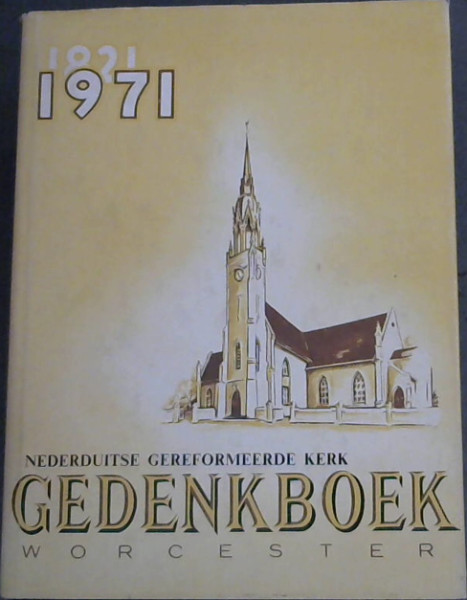 1821
1971
NEDERDUITSE GEREFORMEERDE KERK
GEDENKBOEK
WORCESTER